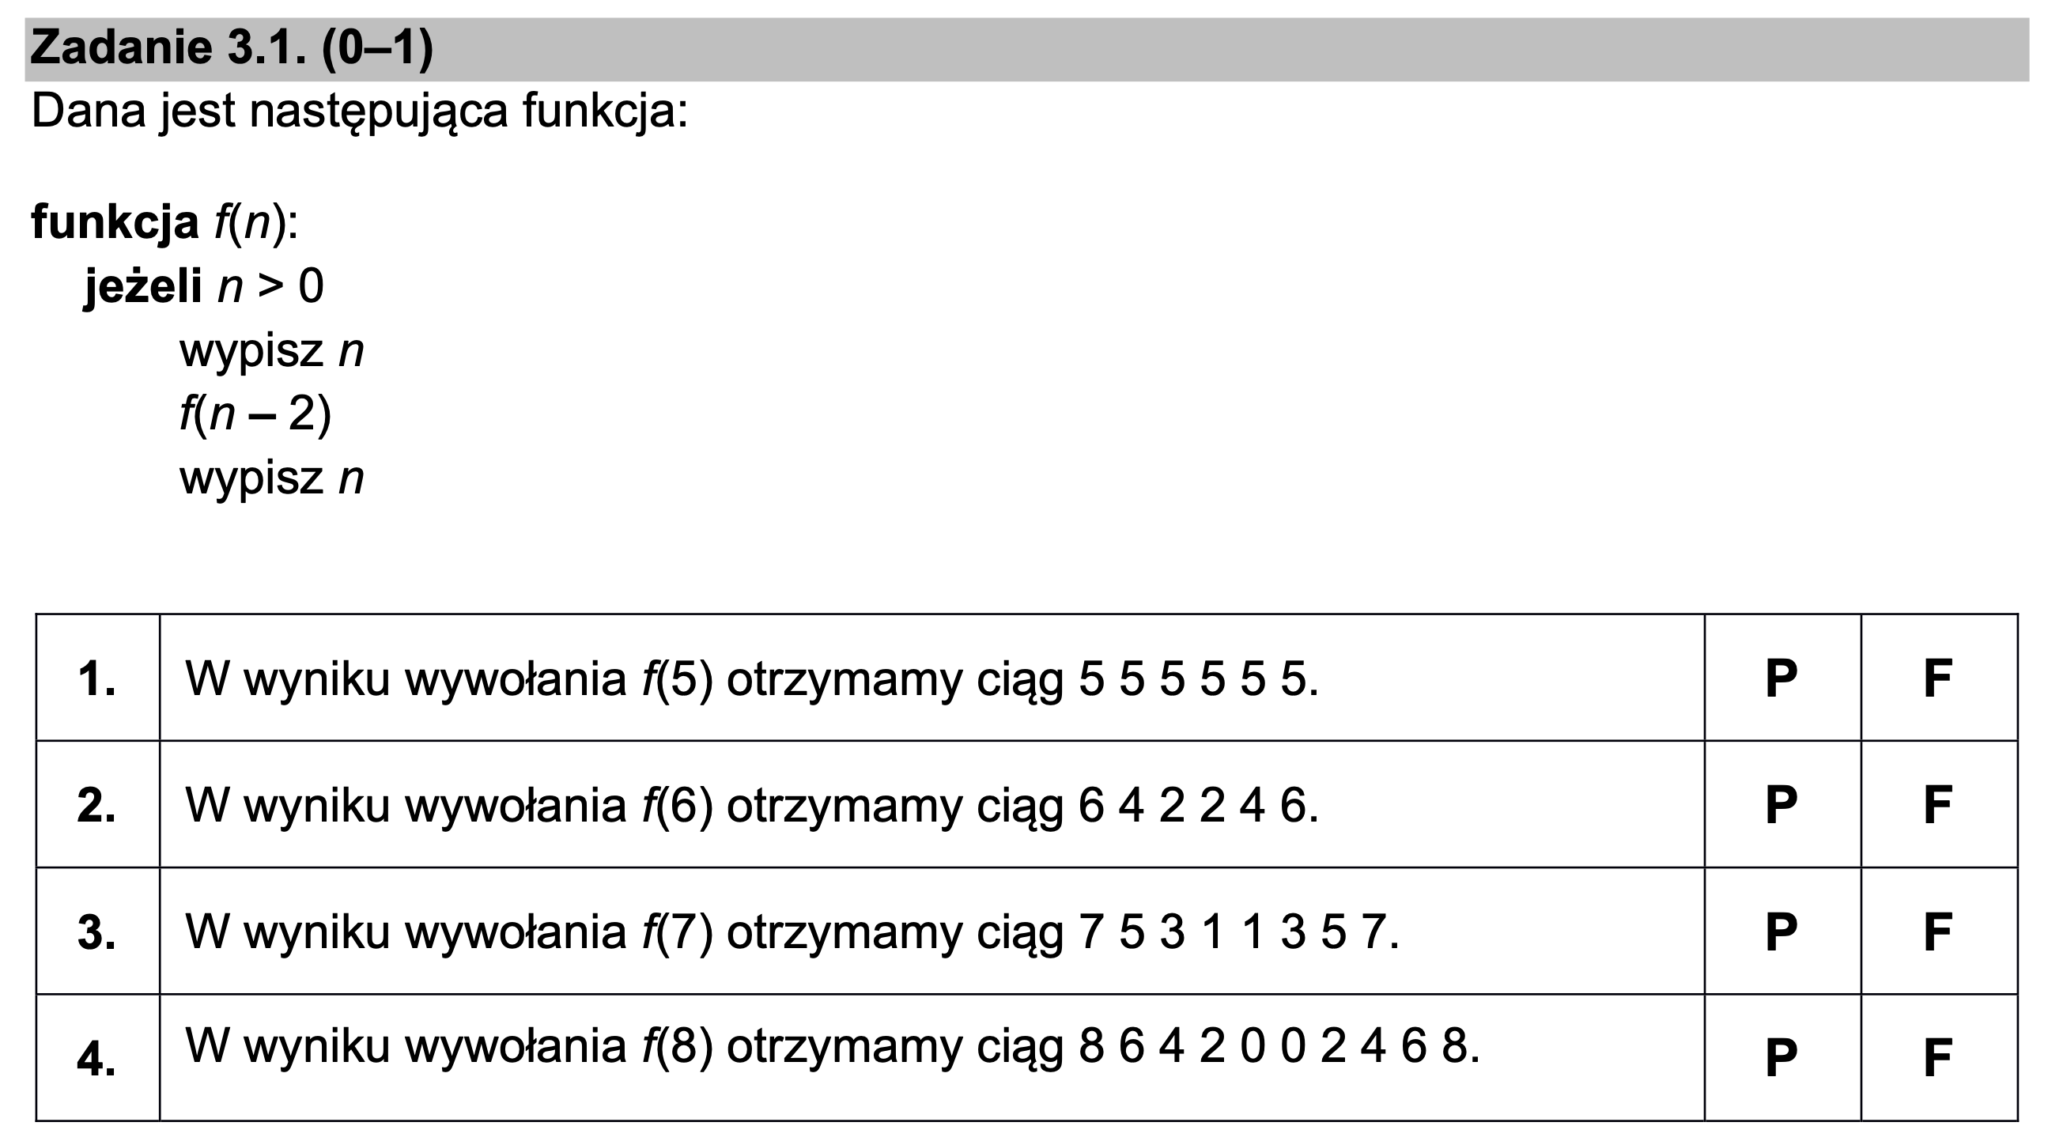 Zadanie 3.1. (0–1)
Dana jest następująca funkcja:
funkcja f(n):
jeżeli n > 0
wypisz n
f(n – 2)
wypisz n
1. W wyniku wywołania f(5) otrzymamy ciąg 5 5 5 5 5 5. P F
2. W wyniku wywołania f(6) otrzymamy ciąg 6 4 2 2 4 6. P F
3. W wyniku wywołania f(7) otrzymamy ciąg 7 5 3 1 1 3 5 7. P F
4. W wyniku wywołania f(8) otrzymamy ciąg 8 6 4 2 0 0 2 4 6 8. P F